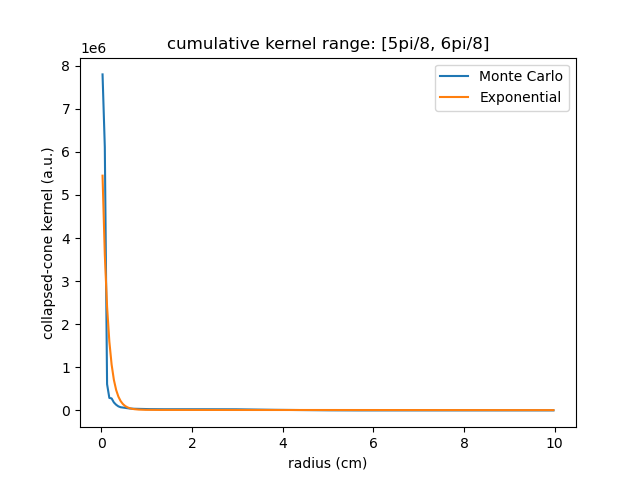 cumulative kernel range: [5pi/8, 6pi/8]
1e6
Monte Carlo
Exponential
8
7
6
5
4
3
2
1
0
collapsed-cone kernel (a.u.)
0 2 4 6 8 10
radius (cm)